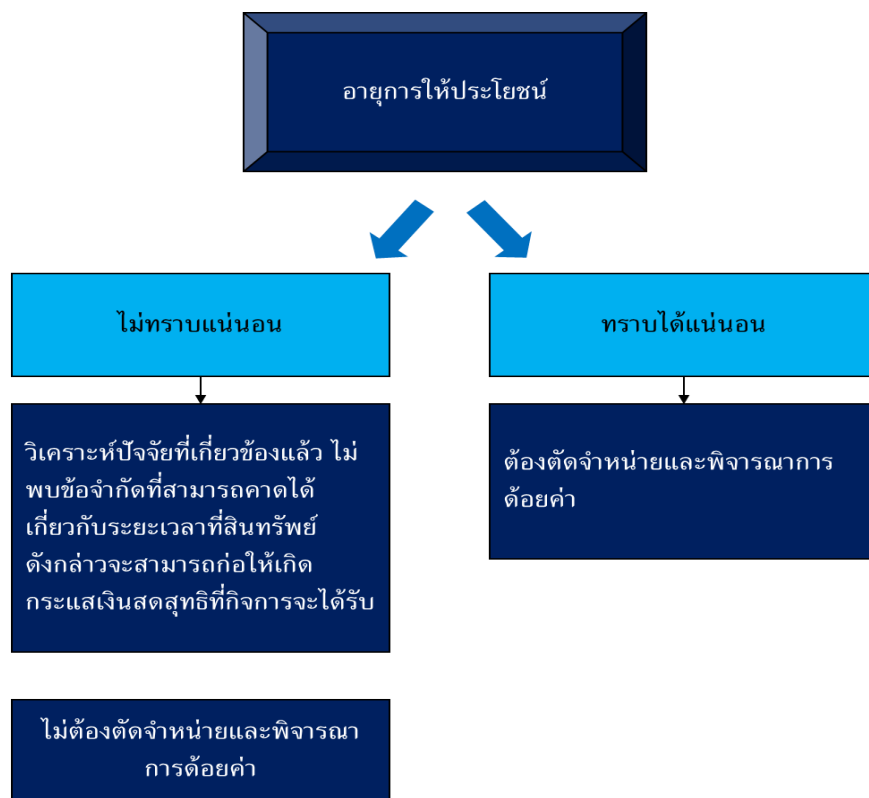 อายุการให้ประโยชน์
ไม่ทราบแน่นอน
ทราบได้แน่นอน
วิเคราะห์ปัจจัยที่เกี่ยวข้องแล้ว ไม่
พบข้อจำกัดที่สามารถคาดได้
เกี่ยวกับระยะเวลาที่สินทรัพย์
ดังกล่าวจะสามารถก่อให้เกิด
กระแสเงินสดสุทธิที่กิจการจะได้รับ
ต้องตัดจำหน่ายและพิจารณาการ
ด้อยค่า
ไม่ต้องตัดจำหน่ายและพิจารณา
การด้อยค่า